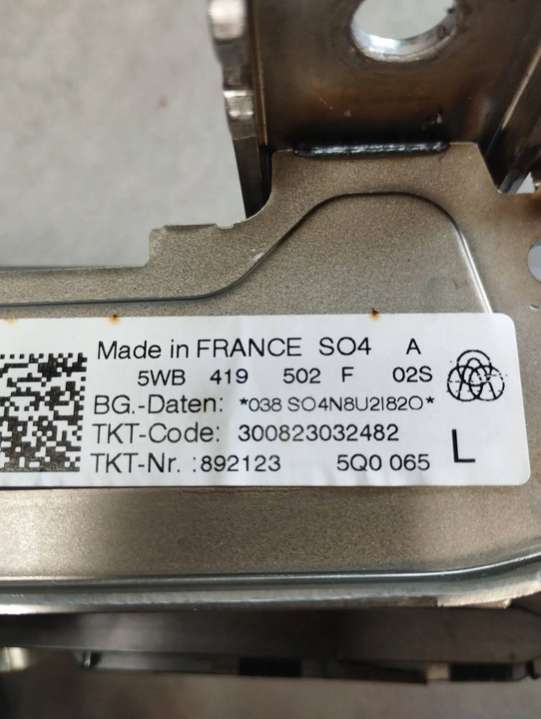 Made in FRANCE SO4 A
5WB 419 502 F 02S
BG.-Daten: *038 SO4N8U2I82O*
TKT-Code: 300823032482
TKT-Nr. :892123 5Q0 065 L